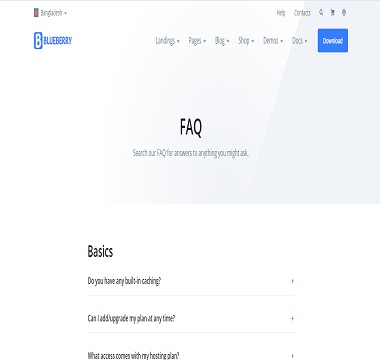 Bangladesh
Help Contacts
BLUEBERRY
Landings Pages Blog Shop Demos Docs Download
FAQ
Search our FAQ for answers to anything you might ask.
Basics
Do you have any built-in caching? +
Can I add/upgrade my plan at any time? +
What access comes with my hosting plan? +